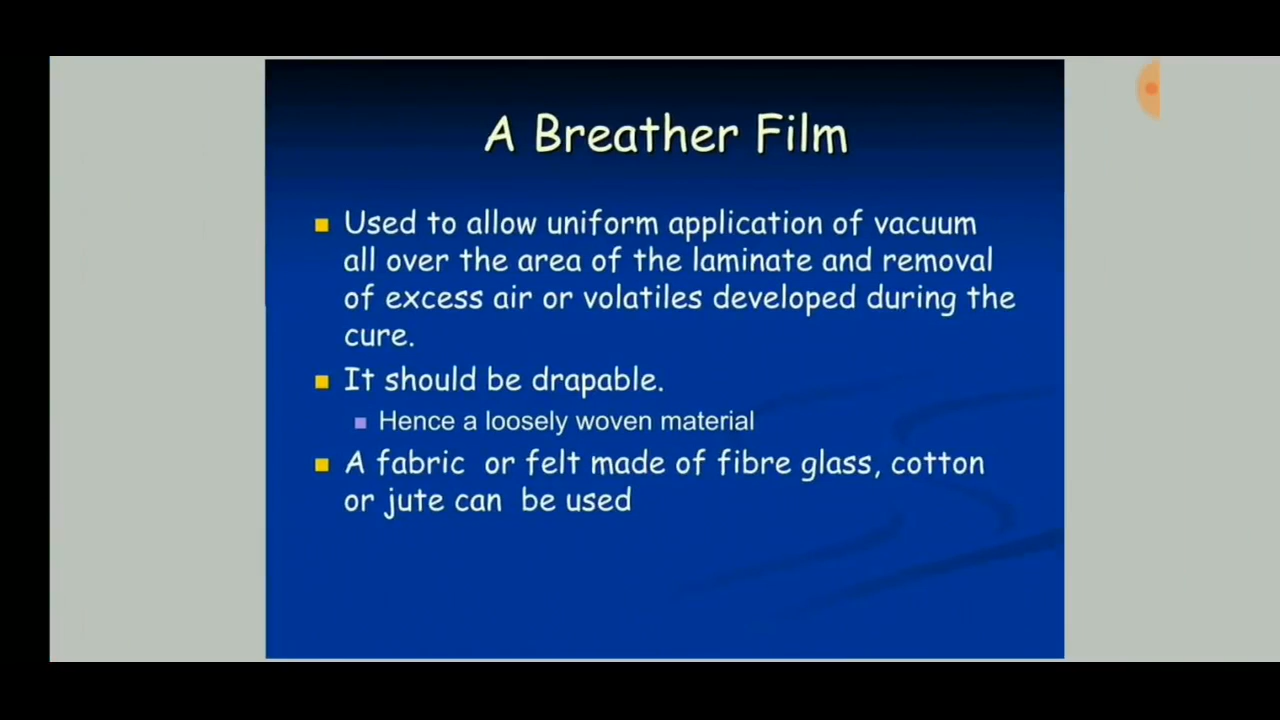 A Breather Film
Used to allow uniform application of vacuum
all over the area of the laminate and removal
of excess air or volatiles developed during the
cure.
It should be drapable.
Hence a loosely woven material
A fabric or felt made of fibre glass, cotton
or jute can be used